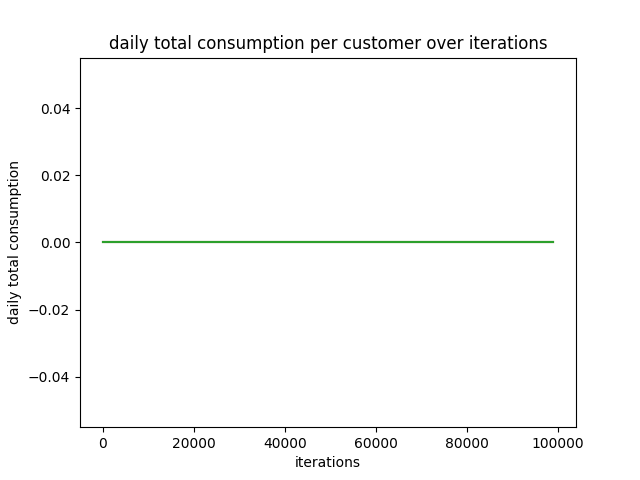 daily total consumption per customer over iterations
0.04
0.02
0.00
−0.02
−0.04
daily total consumption
0 20000 40000 60000 80000 100000
iterations